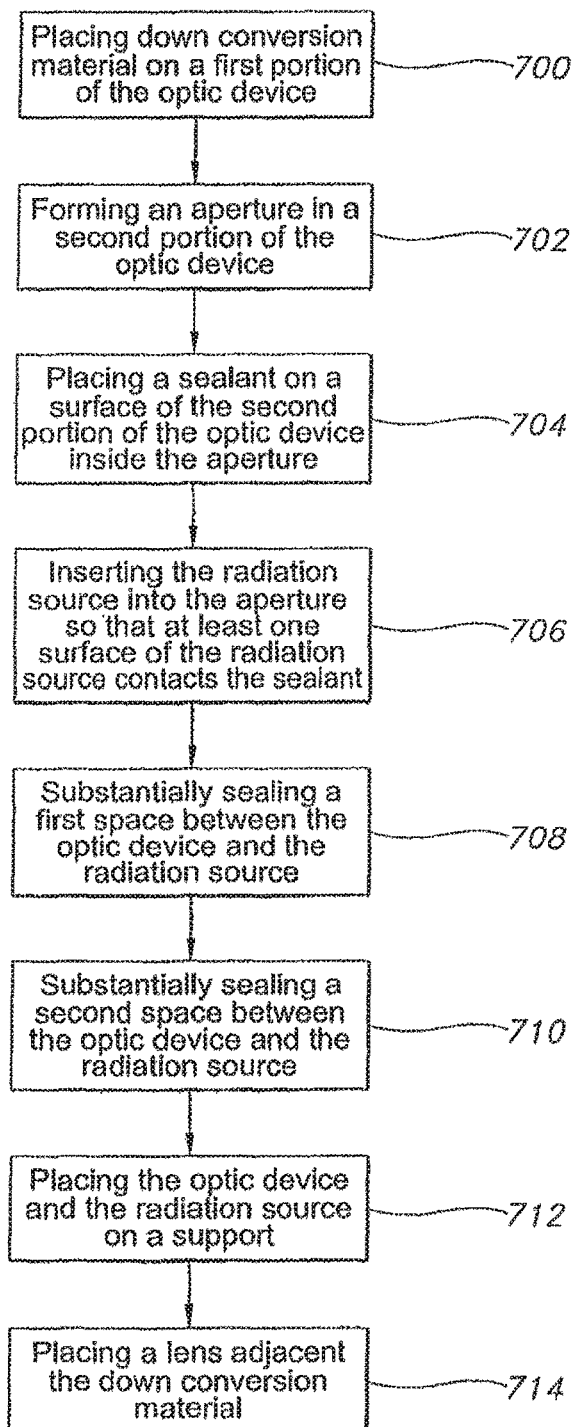 Placing down conversion
material on a first portion
of the optic device
700
Forming an aperture in a
second portion of the
optic device
702
Placing a sealant on a
surface of the second
portion of the optic device
inside the aperture
704
Inserting the radiation
source into the aperture
so that at least one
surface of the radiation
source contacts the sealant
706
Substantially sealing a
first space between the
optic device and the
radiation source
708
Substantially sealing a
second space between
the optic device and the
radiation source
710
Placing the optic device
and the radiation source
on a support
712
Placing a lens adjacent
the down conversion
material
714